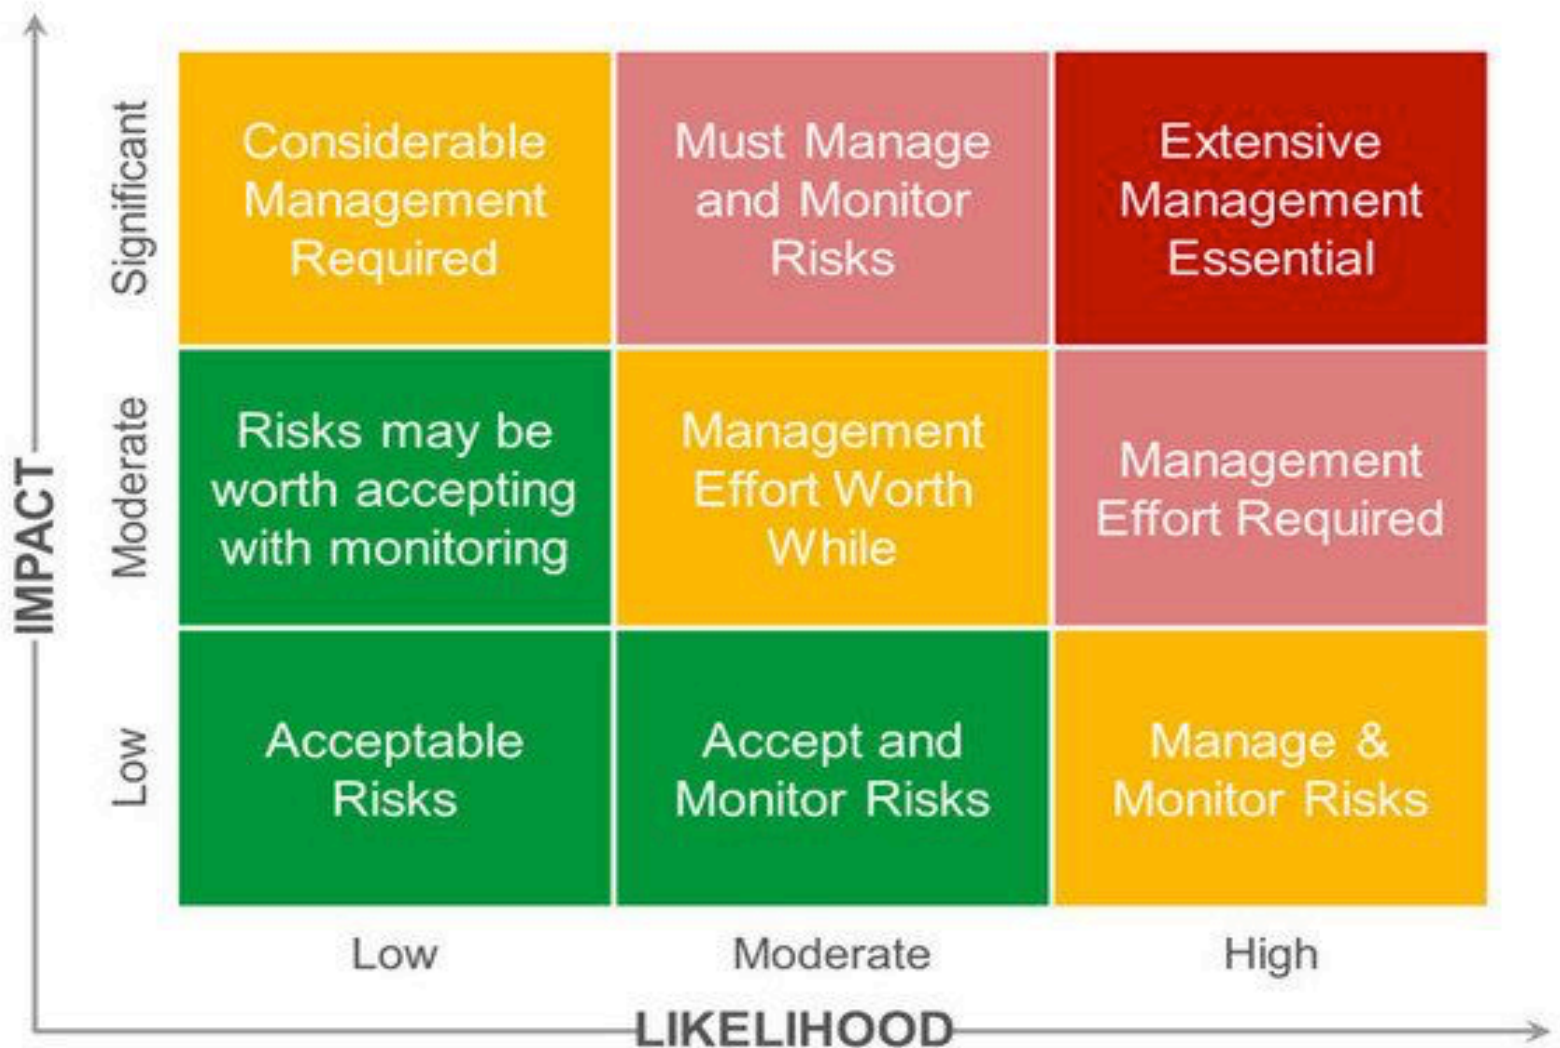 IMPACT
Significant
Considerable
Management
Required
Must Manage
and Monitor
Risks
Extensive
Management
Essential
Moderate
Risks may be
worth accepting
with monitoring
Management
Effort Worth
While
Management
Effort Required
Low
Acceptable
Risks
Accept and
Monitor Risks
Manage &
Monitor Risks
Low
Moderate
High
LIKELIHOOD